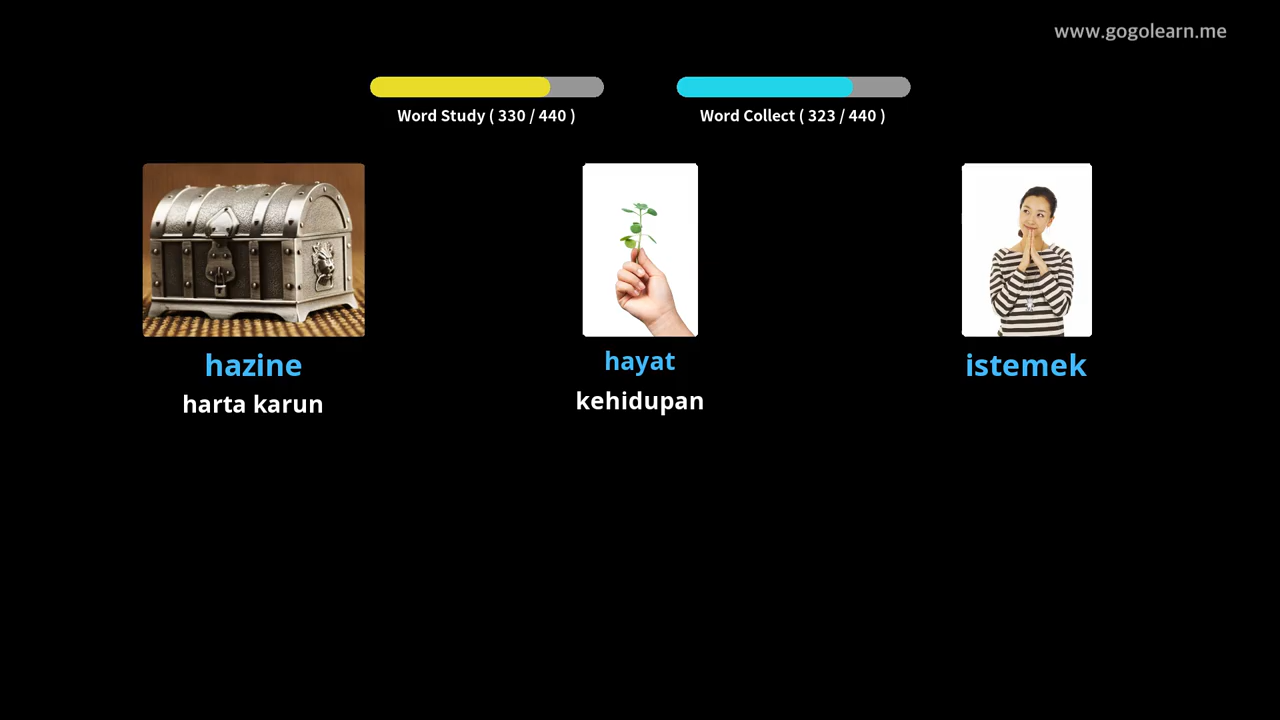 www.gogolearn.me
Word Study ( 330 / 440 )
Word Collect ( 323 / 440 )
hazine
harta karun
hayat
kehidupan
istemek